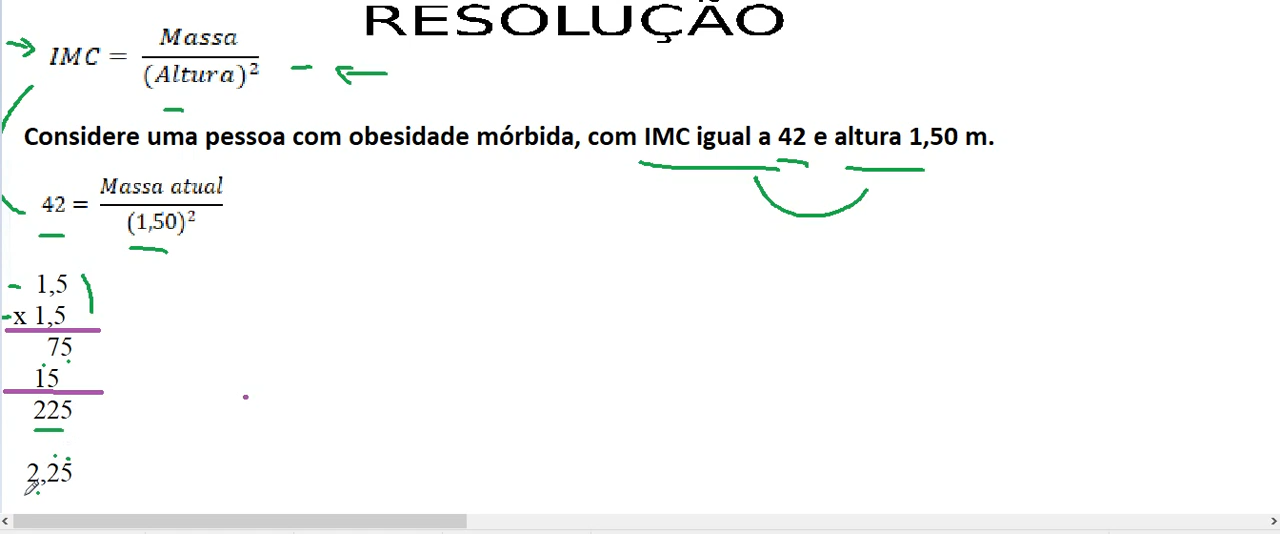 RESOLUÇÃO
IMC = Massa / (Altura)²
Considere uma pessoa com obesidade mórbida, com IMC igual a 42 e altura 1,50 m.
42 = Massa atual / (1,50)²
1,5
x 1,5
75
15
225
2,25